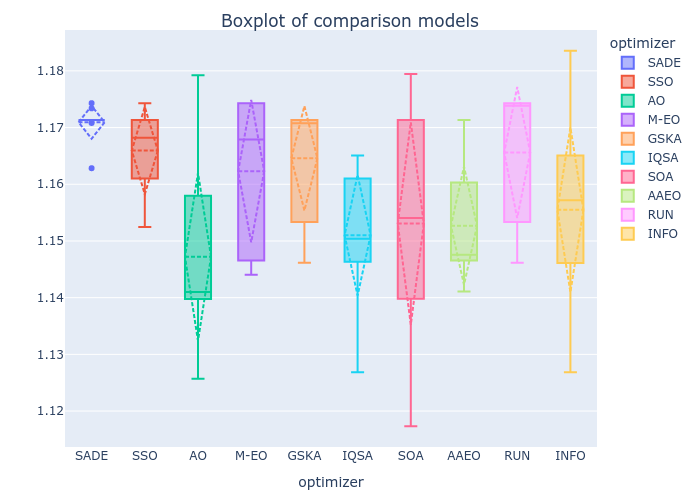 Boxplot of comparison models
optimizer
SADE
SSO
AO
M-EO
GSKA
IQSA
SOA
AAEO
RUN
INFO
1.18
1.17
1.16
1.15
1.14
1.13
1.12
SADE SSO AO M-EO GSKA IQSA SOA AAEO RUN INFO
optimizer